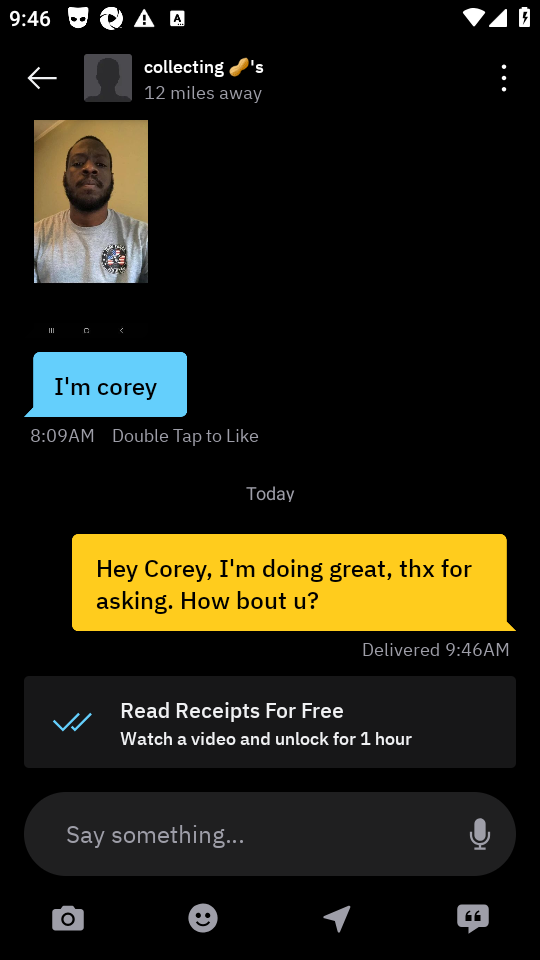 9:46
collecting 🥜's
12 miles away
I'm corey
8:09AM Double Tap to Like
Today
Hey Corey, I'm doing great, thx for
asking. How bout u?
Delivered 9:46AM
Read Receipts For Free
Watch a video and unlock for 1 hour
Say something...